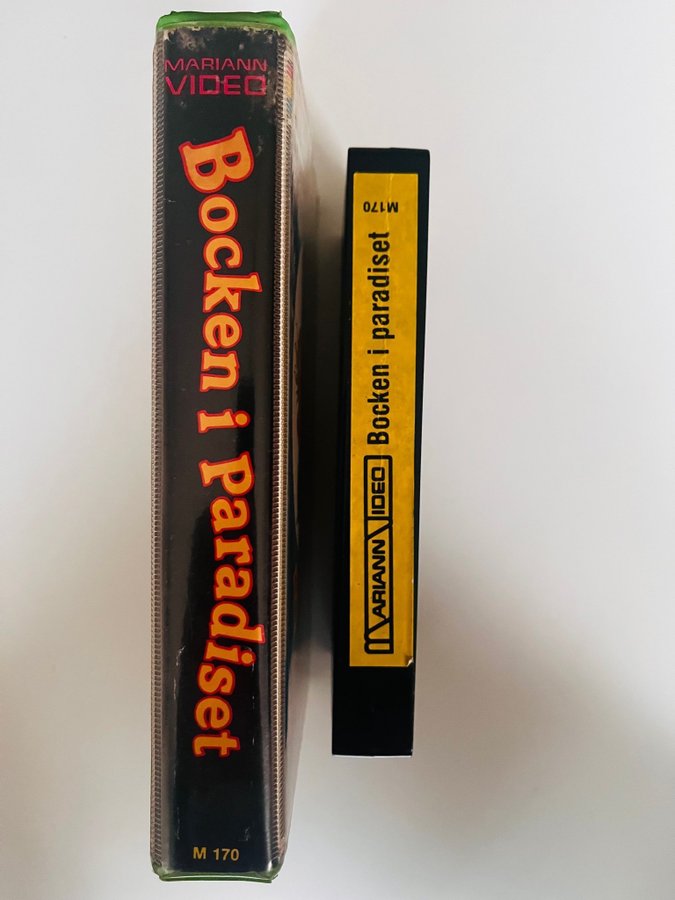 MARIANN
VIDEO
Bocken i Paradiset
M 170
M170
Bocken i paradiset
MARIANN VIDEO